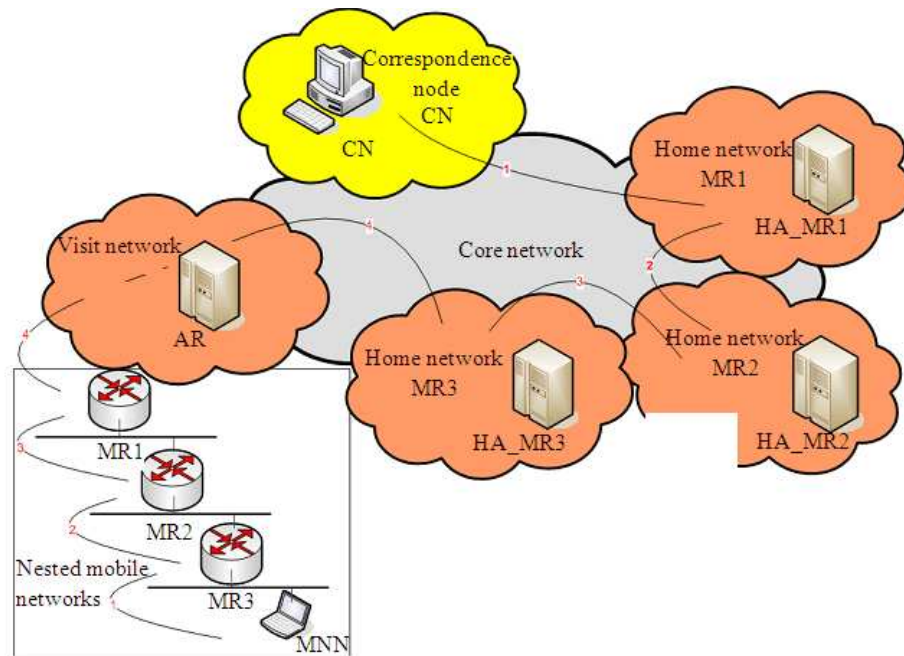 Correspondence
node
CN
CN
1
Home network
MR1
HA_MR1
Visit network
4
Core network
2
3
AR
4
Home network
MR3
HA_MR3
Home network
MR2
HA_MR2
MR1
3
MR2
2
MR3
Nested mobile
networks
1
MNN